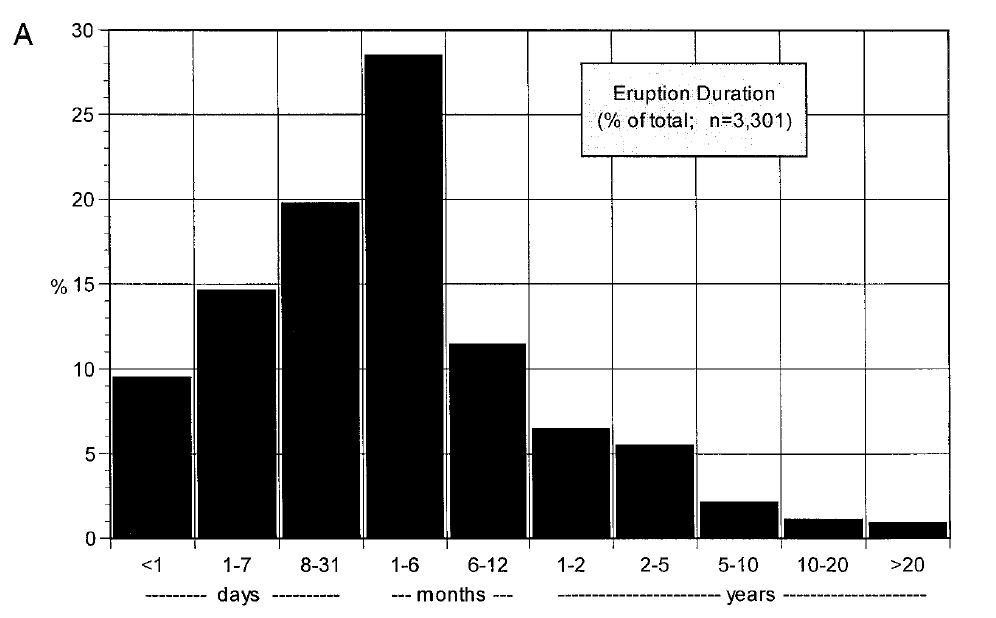 A
30
25
20
% 15
10
5
0
Eruption Duration
(% of total; n=3,301)
<1 1-7 8-31 1-6 6-12 1-2 2-5 5-10 10-20 >20
--------- days --------- --- months --- --------------------- years ---------------------